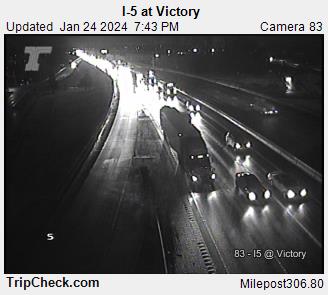 I-5 at Victory
Updated Jan 24 2024 7:43 PM Camera 83
T
S
83 - I5 @ Victory
TripCheck.com Milepost306.80